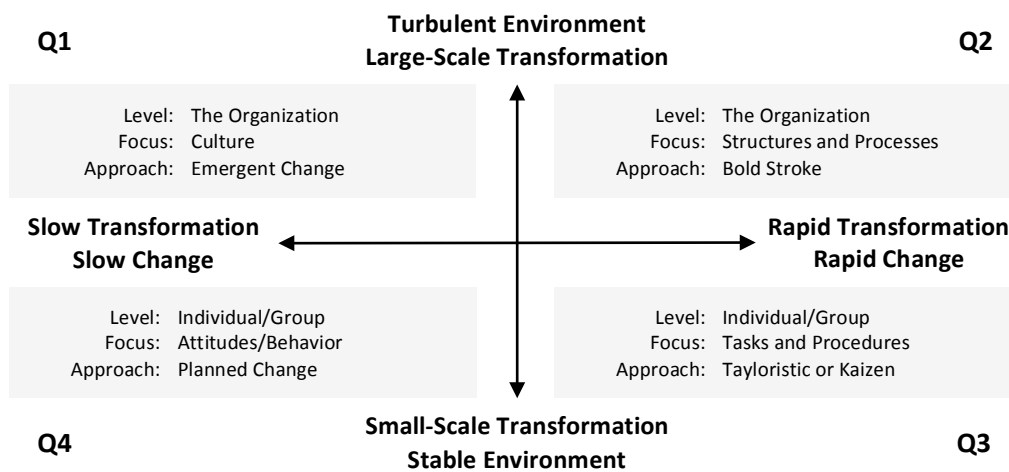 Q1
Turbulent Environment
Large-Scale Transformation
Q2
Level: The Organization
Focus: Culture
Approach: Emergent Change
Level: The Organization
Focus: Structures and Processes
Approach: Bold Stroke
Slow Transformation
Slow Change
Rapid Transformation
Rapid Change
Level: Individual/Group
Focus: Attitudes/Behavior
Approach: Planned Change
Level: Individual/Group
Focus: Tasks and Procedures
Approach: Tayloristic or Kaizen
Q4
Small-Scale Transformation
Stable Environment
Q3